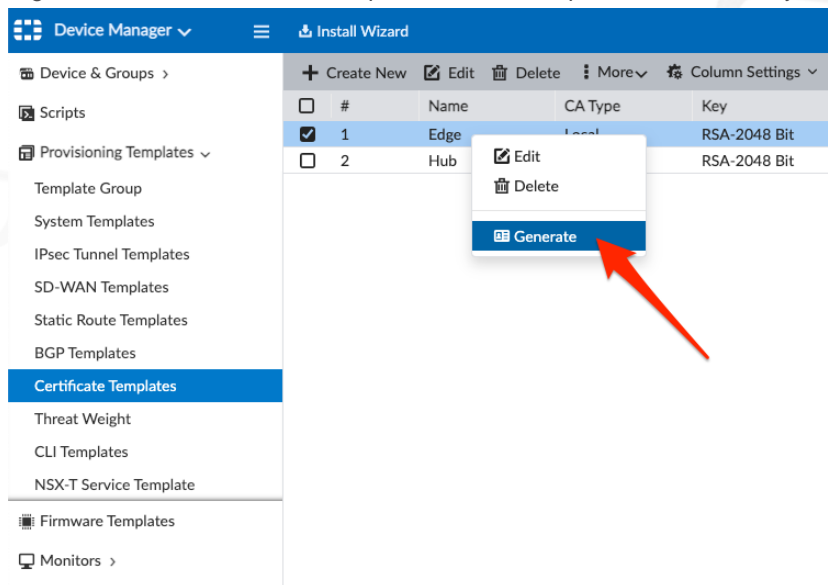 Device Manager
Install Wizard
Device & Groups
Scripts
Provisioning Templates
Template Group
System Templates
IPsec Tunnel Templates
SD-WAN Templates
Static Route Templates
BGP Templates
Certificate Templates
Threat Weight
CLI Templates
NSX-T Service Template
Firmware Templates
Monitors
Create New Edit Delete More Column Settings
# Name CA Type Key
1 Edge Local RSA-2048 Bit
2 Hub RSA-2048 Bit
Edit
Delete
Generate